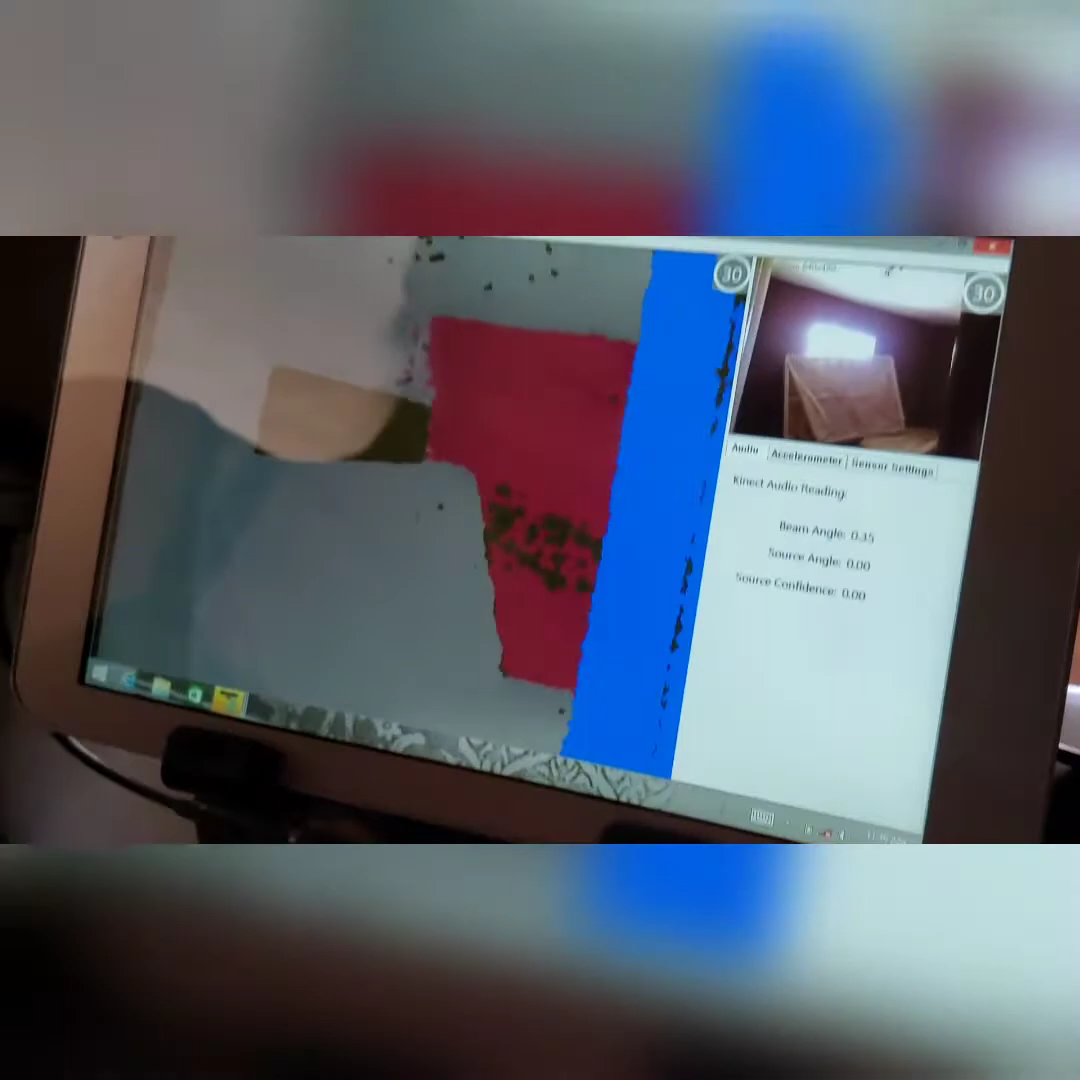 30
30
Audio
Accelerometer
Sensor Settings
Kinect Audio Reading:
Beam Angle: 0.35
Source Angle: 0.00
Source Confidence: 0.00